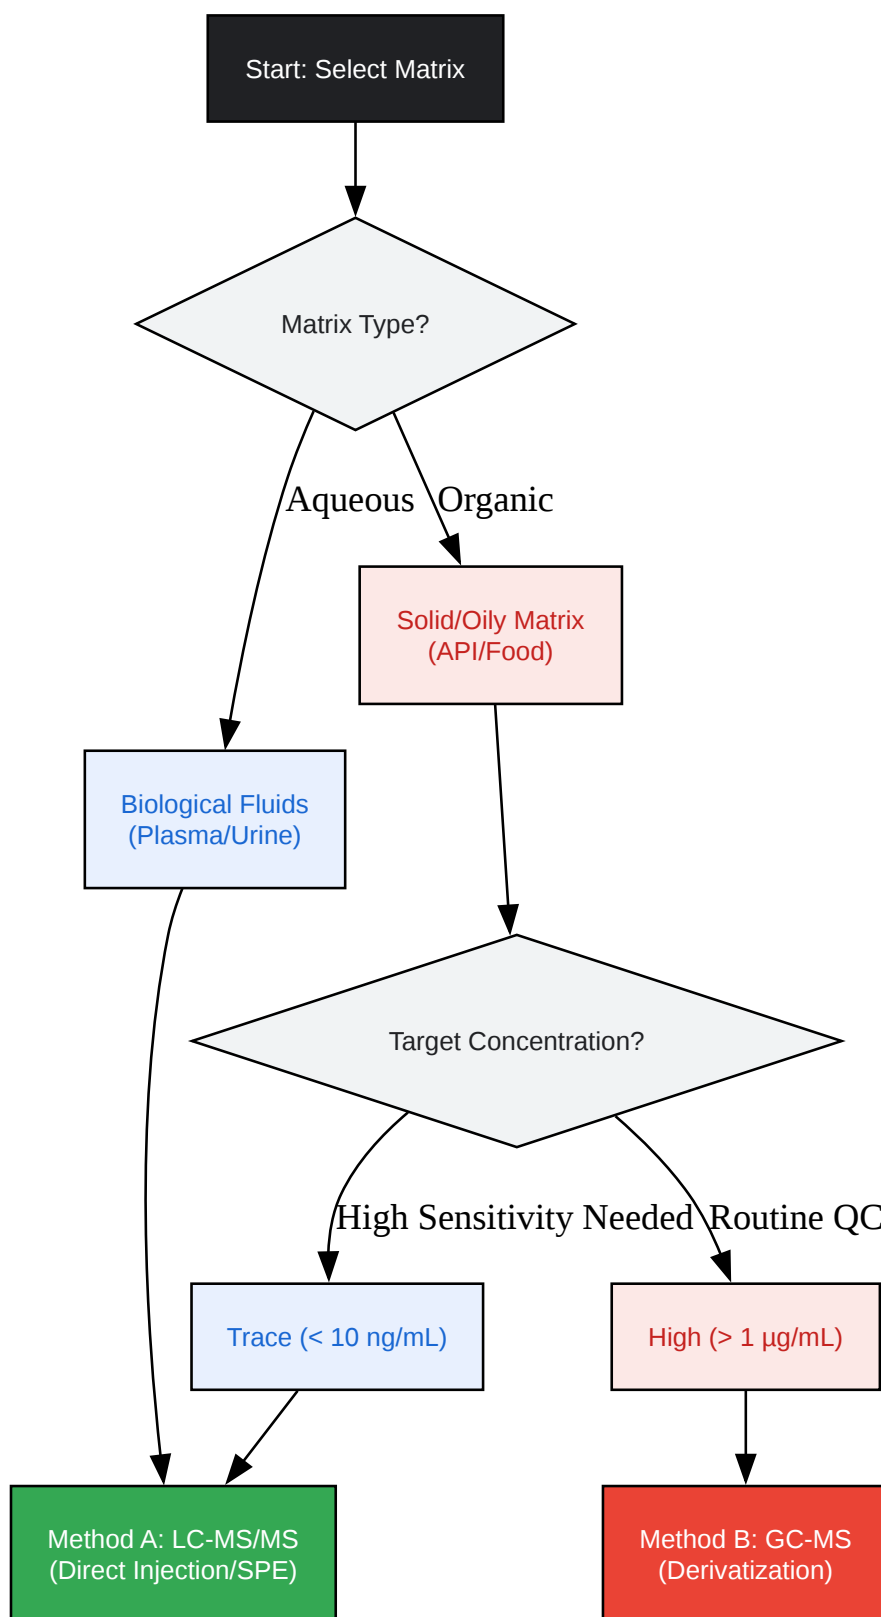 Start: Select Matrix
Matrix Type?
Aqueous
Organic
Solid/Oily Matrix
(API/Food)
Biological Fluids
(Plasma/Urine)
Target Concentration?
High Sensitivity Needed
Routine QC
Trace (< 10 ng/mL)
High (> 1 µg/mL)
Method A: LC-MS/MS
(Direct Injection/SPE)
Method B: GC-MS
(Derivatization)